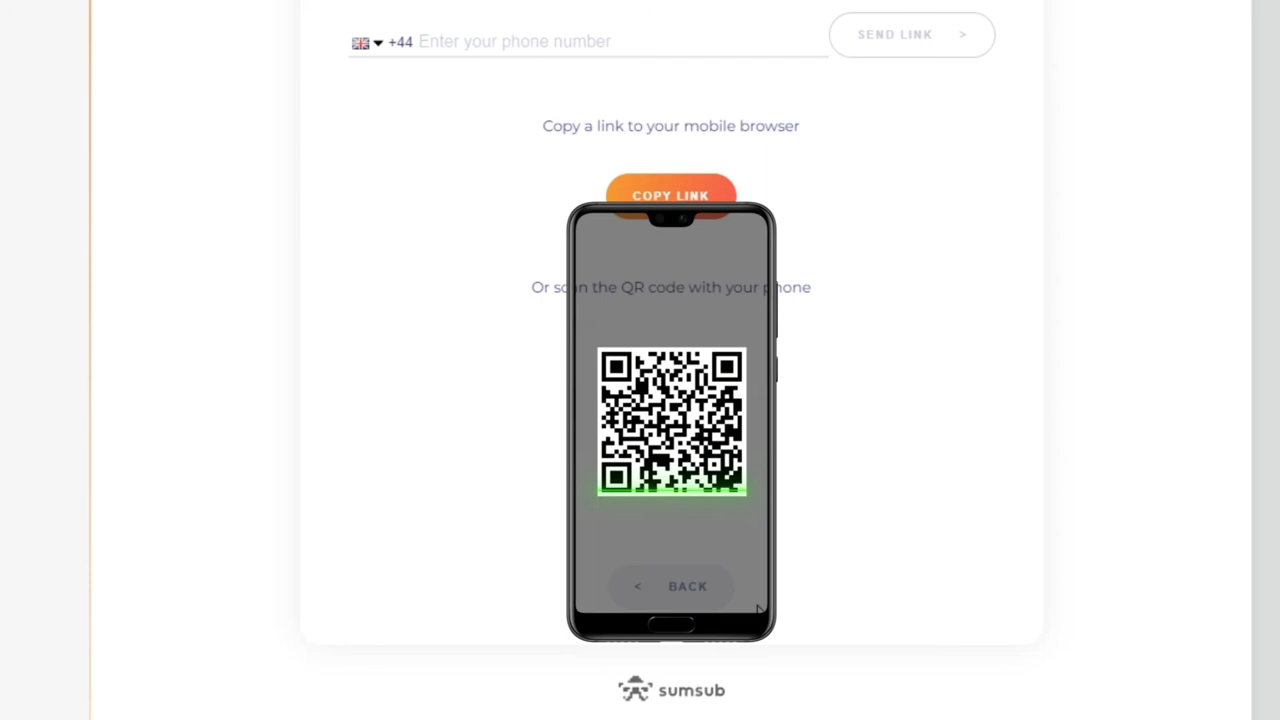 +44 Enter your phone number
SEND LINK >
Copy a link to your mobile browser
COPY LINK
Or scan the QR code with your phone
< BACK
sumsub